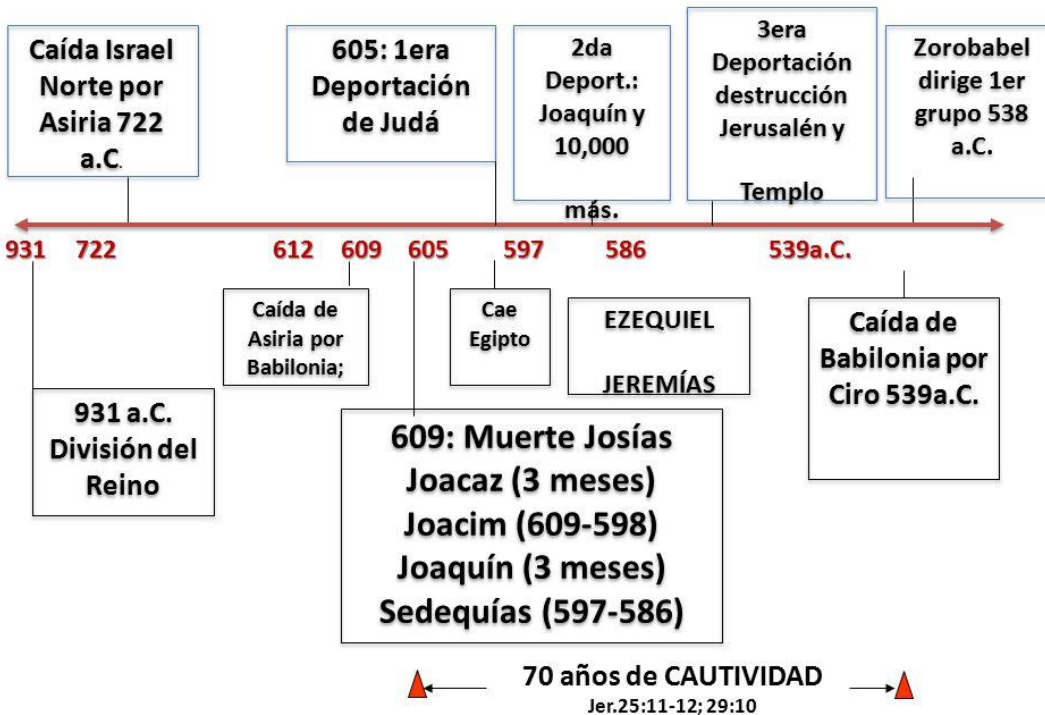 Caída Israel
Norte por
Asiria 722
a.C.
605: 1era
Deportación
de Judá
2da
Deport.:
Joaquín y
10,000
más.
3era
Deportación
destrucción
Jerusalén y
Templo
Zorobabel
dirige 1er
grupo 538
a.C.
931 722 612 609 605 597 586 539a.C.
Caída de
Asiria por
Babilonia;
Cae
Egipto
EZEQUIEL
JEREMÍAS
Caída de
Babilonia por
Ciro 539a.C.
931 a.C.
División del
Reino
609: Muerte Josías
Joacaz (3 meses)
Joacim (609-598)
Joaquín (3 meses)
Sedequías (597-586)
70 años de CAUTIVIDAD
Jer.25:11-12; 29:10